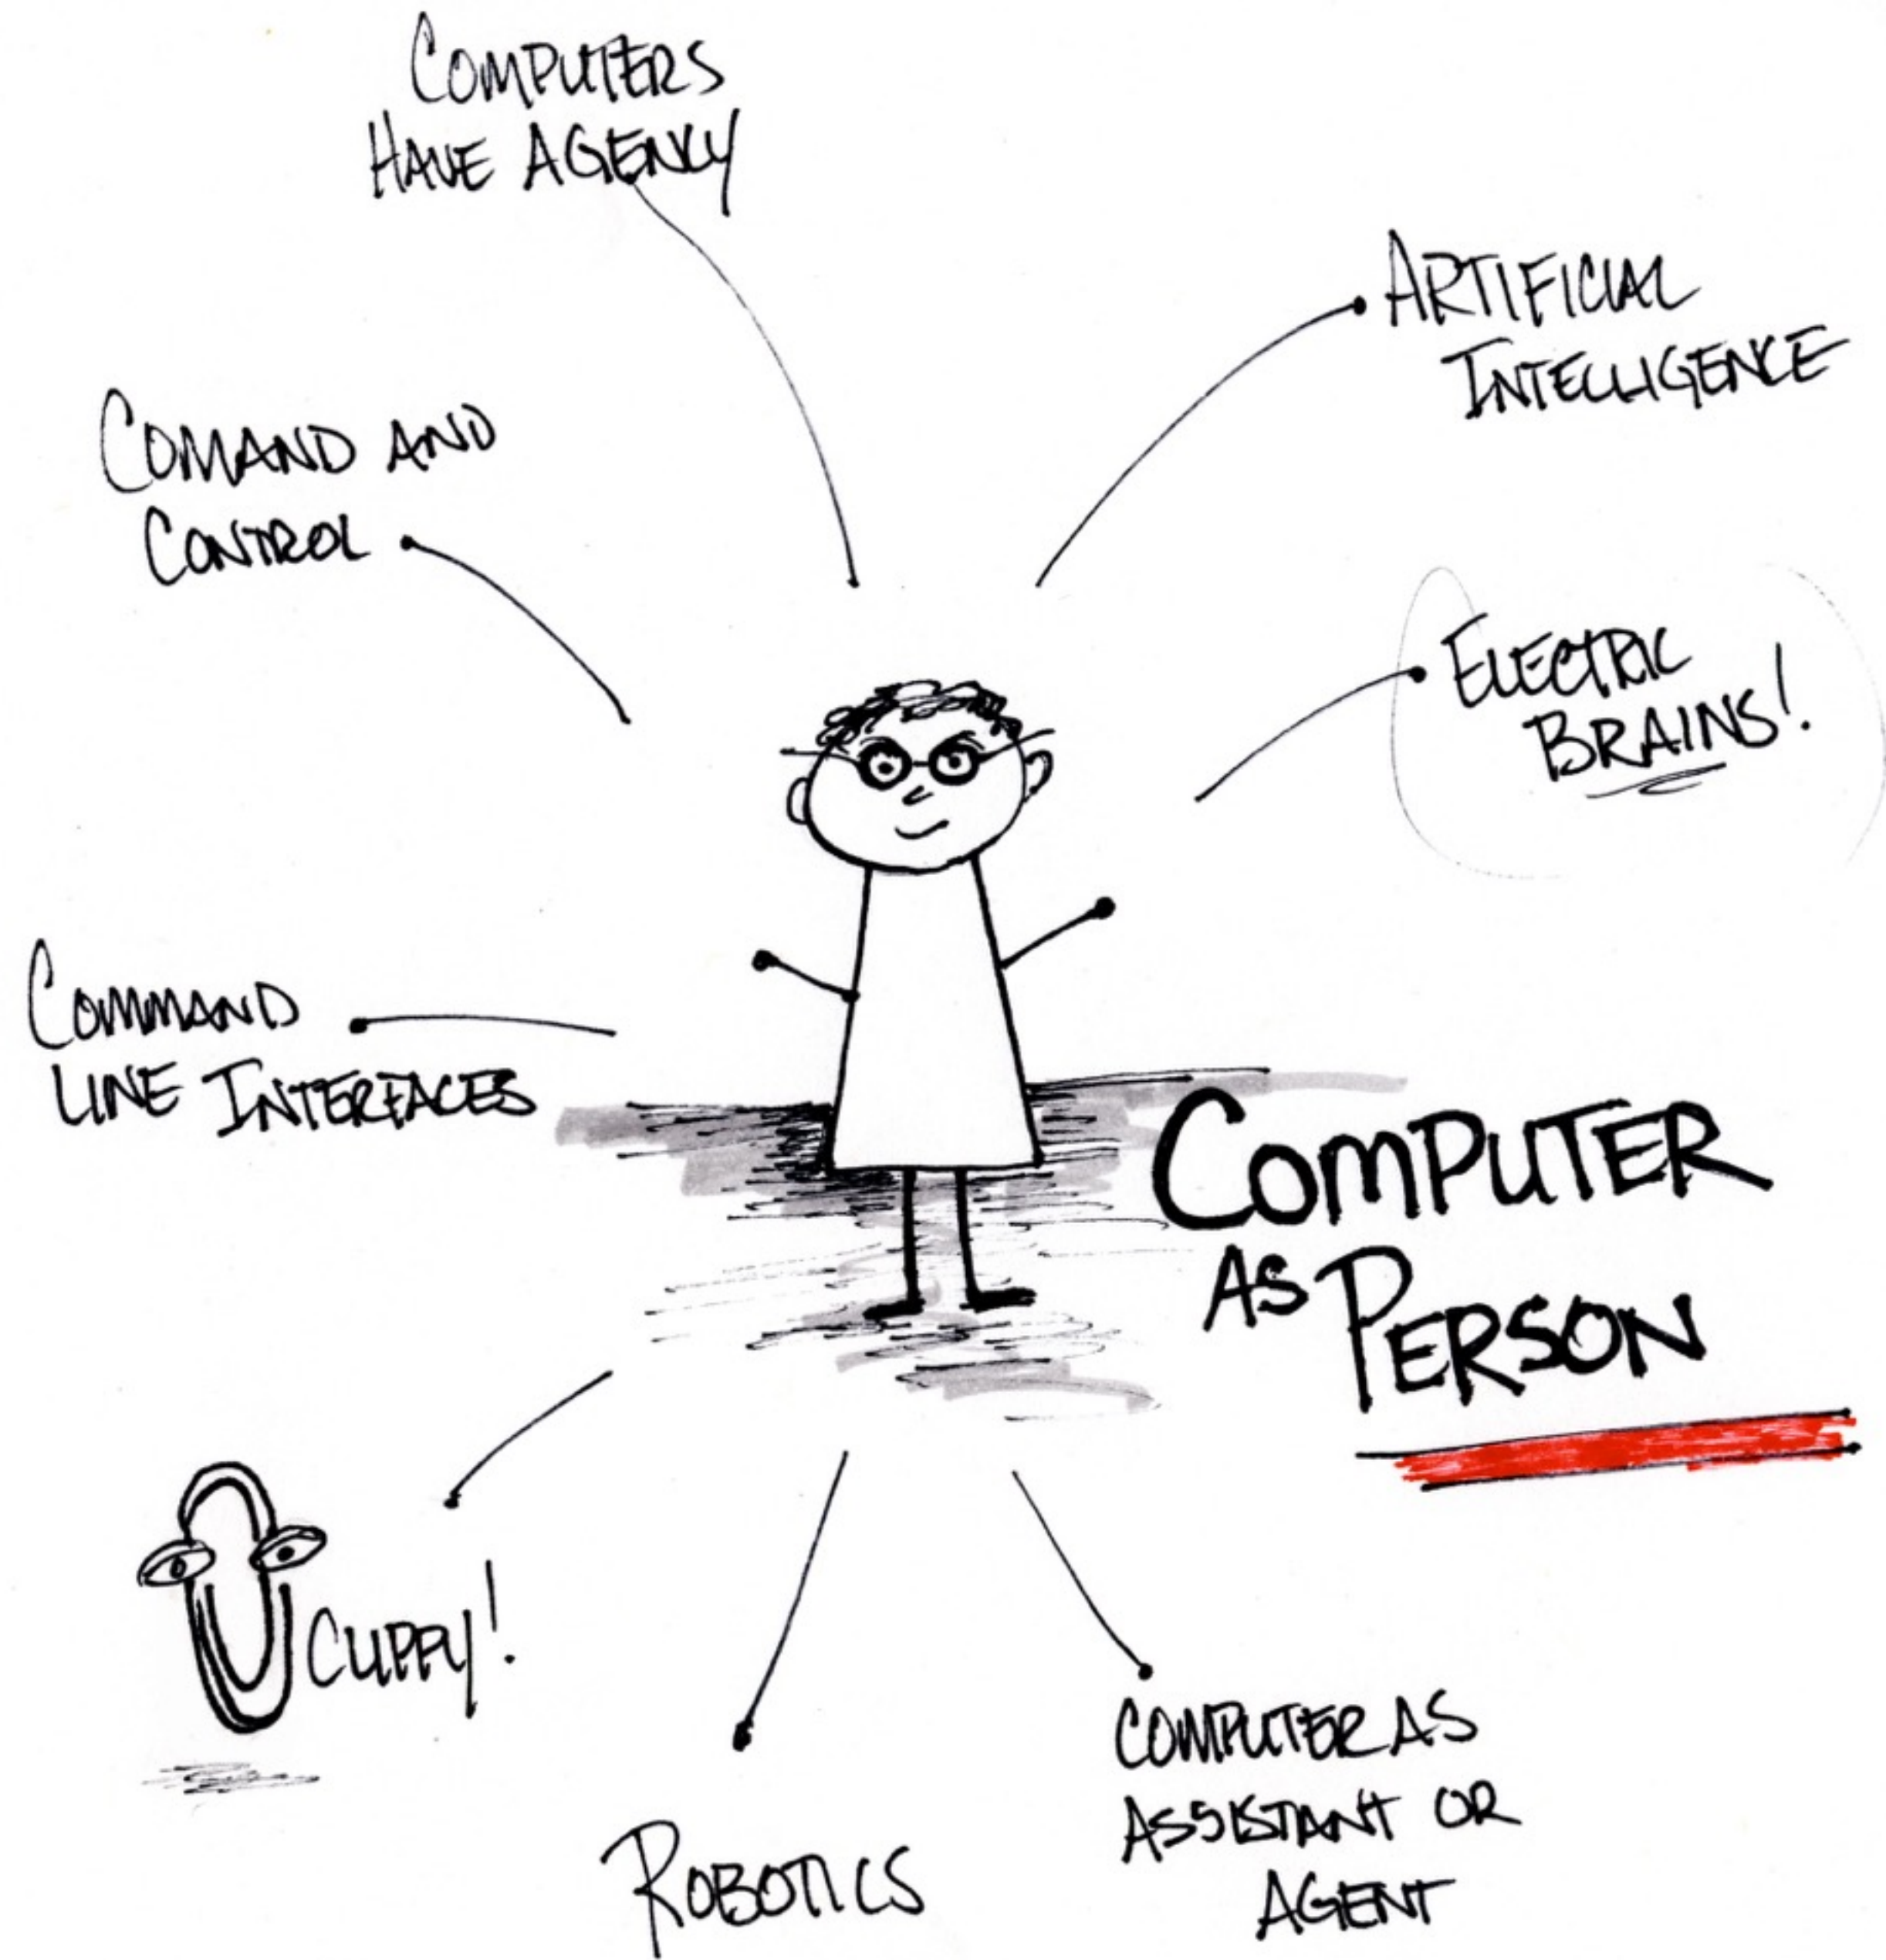 COMPUTERS
HAVE AGENCY
ARTIFICIAL
INTELLIGENCE
COMAND AND
CONTROL
ELECTRIC
BRAINS!
COMMAND
LINE INTERFACES
COMPUTER
AS PERSON
CLIPPY!
COMPUTER AS
ASSISTANT OR
AGENT
ROBOTICS